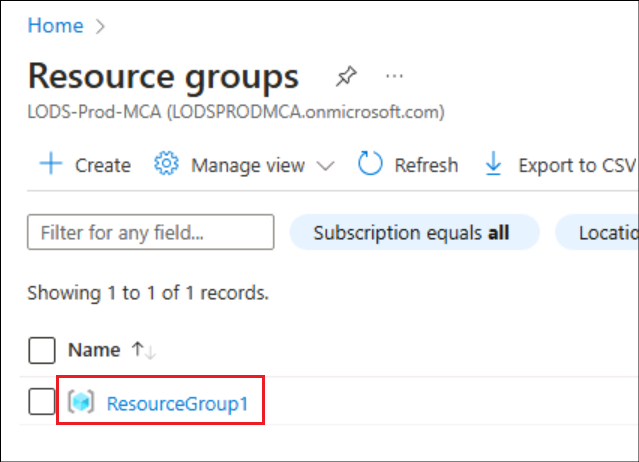 Home >
Resource groups ...
LODS-Prod-MCA (LODSPRODMCA.onmicrosoft.com)
+ Create Manage view Refresh Export to CSV
Filter for any field... Subscription equals all
Showing 1 to 1 of 1 records.
Name ↑↓
ResourceGroup1